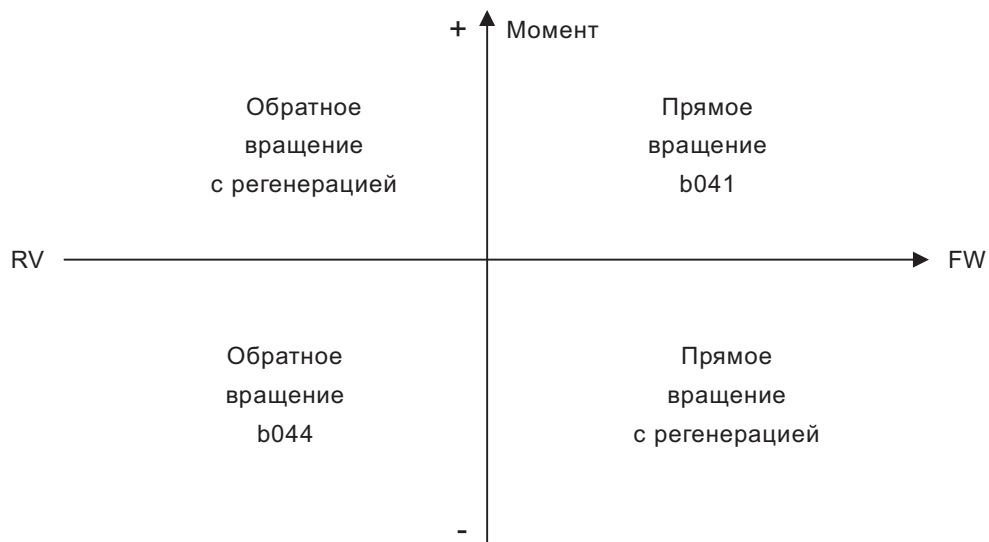 + Момент
Обратное
вращение
с регенерацией
Прямое
вращение
b041
RV
FW
Обратное
вращение
b044
Прямое
вращение
с регенерацией
-